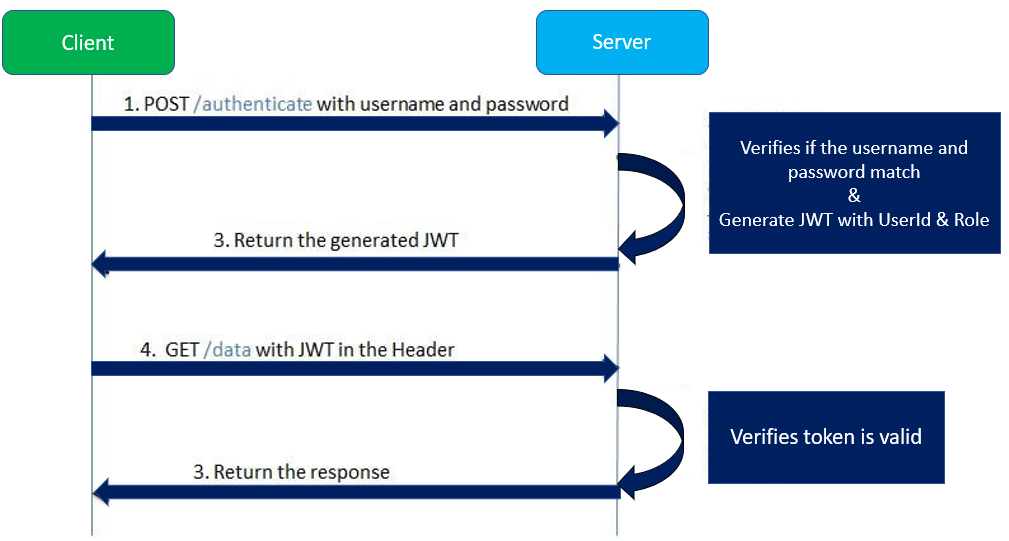 Client
Server
1. POST /authenticate with username and password
Verifies if the username and
password match
&
Generate JWT with UserId & Role
3. Return the generated JWT
4. GET /data with JWT in the Header
Verifies token is valid
3. Return the response